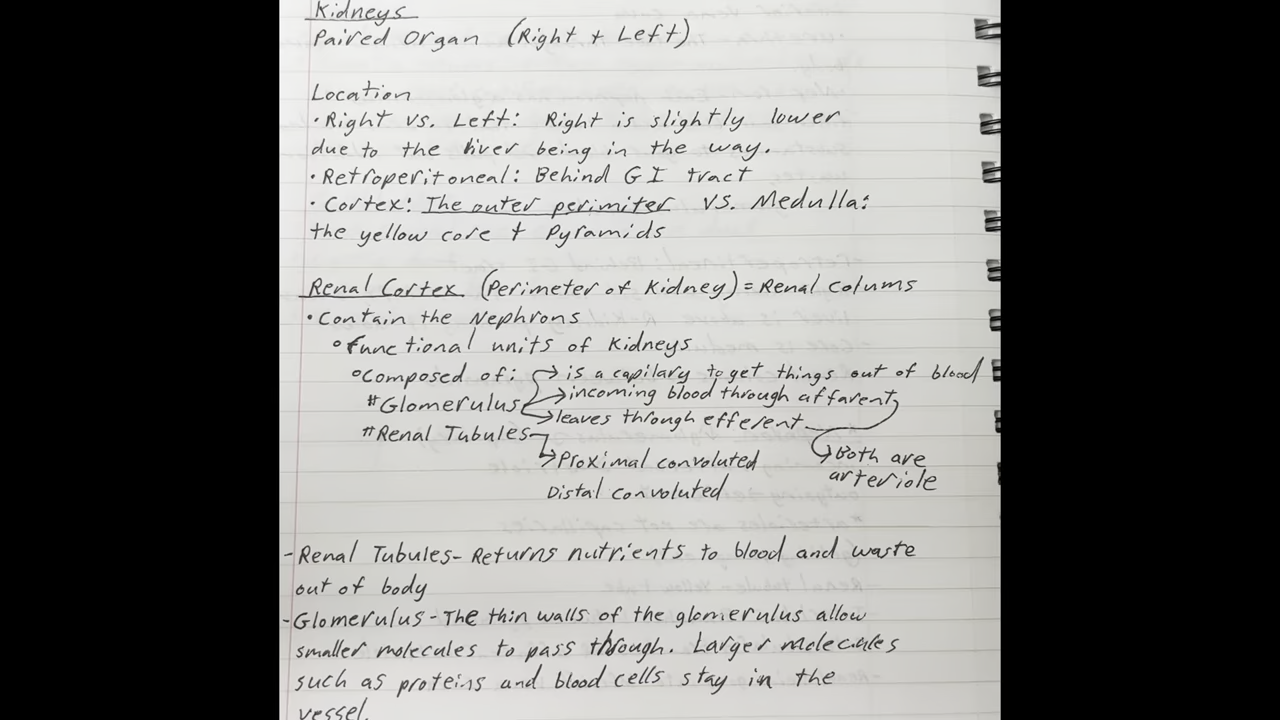 Kidneys
Paired Organ (Right + Left)
Location
• Right vs. Left: Right is slightly lower
due to the liver being in the way.
• Retroperitoneal: Behind GI tract
• Cortex: The outer perimiter vs. Medulla:
the yellow core + Pyramids
Renal Cortex (Perimeter of Kidney) = Renal Colums
• Contain the Nephrons
° Functional units of Kidneys
° Composed of: → is a capilary to get things out of blood
# Glomerulus → incoming blood through affarent
→ leaves through efferent
# Renal Tubules
→ Both are
arteriole
→ Proximal convoluted
Distal convoluted
- Renal Tubules - Returns nutrients to blood and waste
out of body
- Glomerulus - The thin walls of the glomerulus allow
smaller molecules to pass through. Larger molecules
such as proteins and blood cells stay in the
vessel.